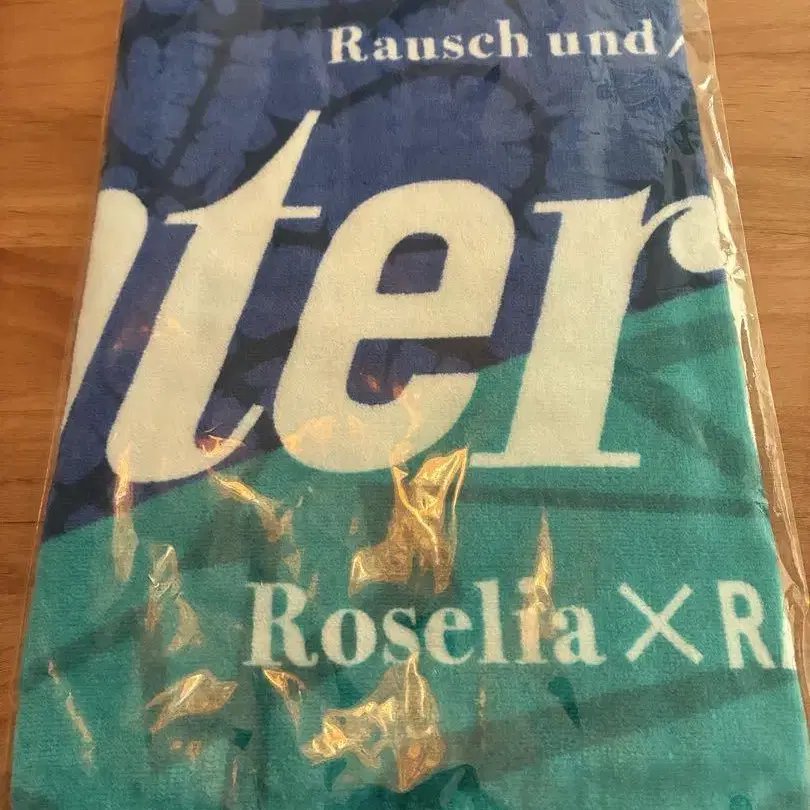 Rausch und
ter
Roselia×R